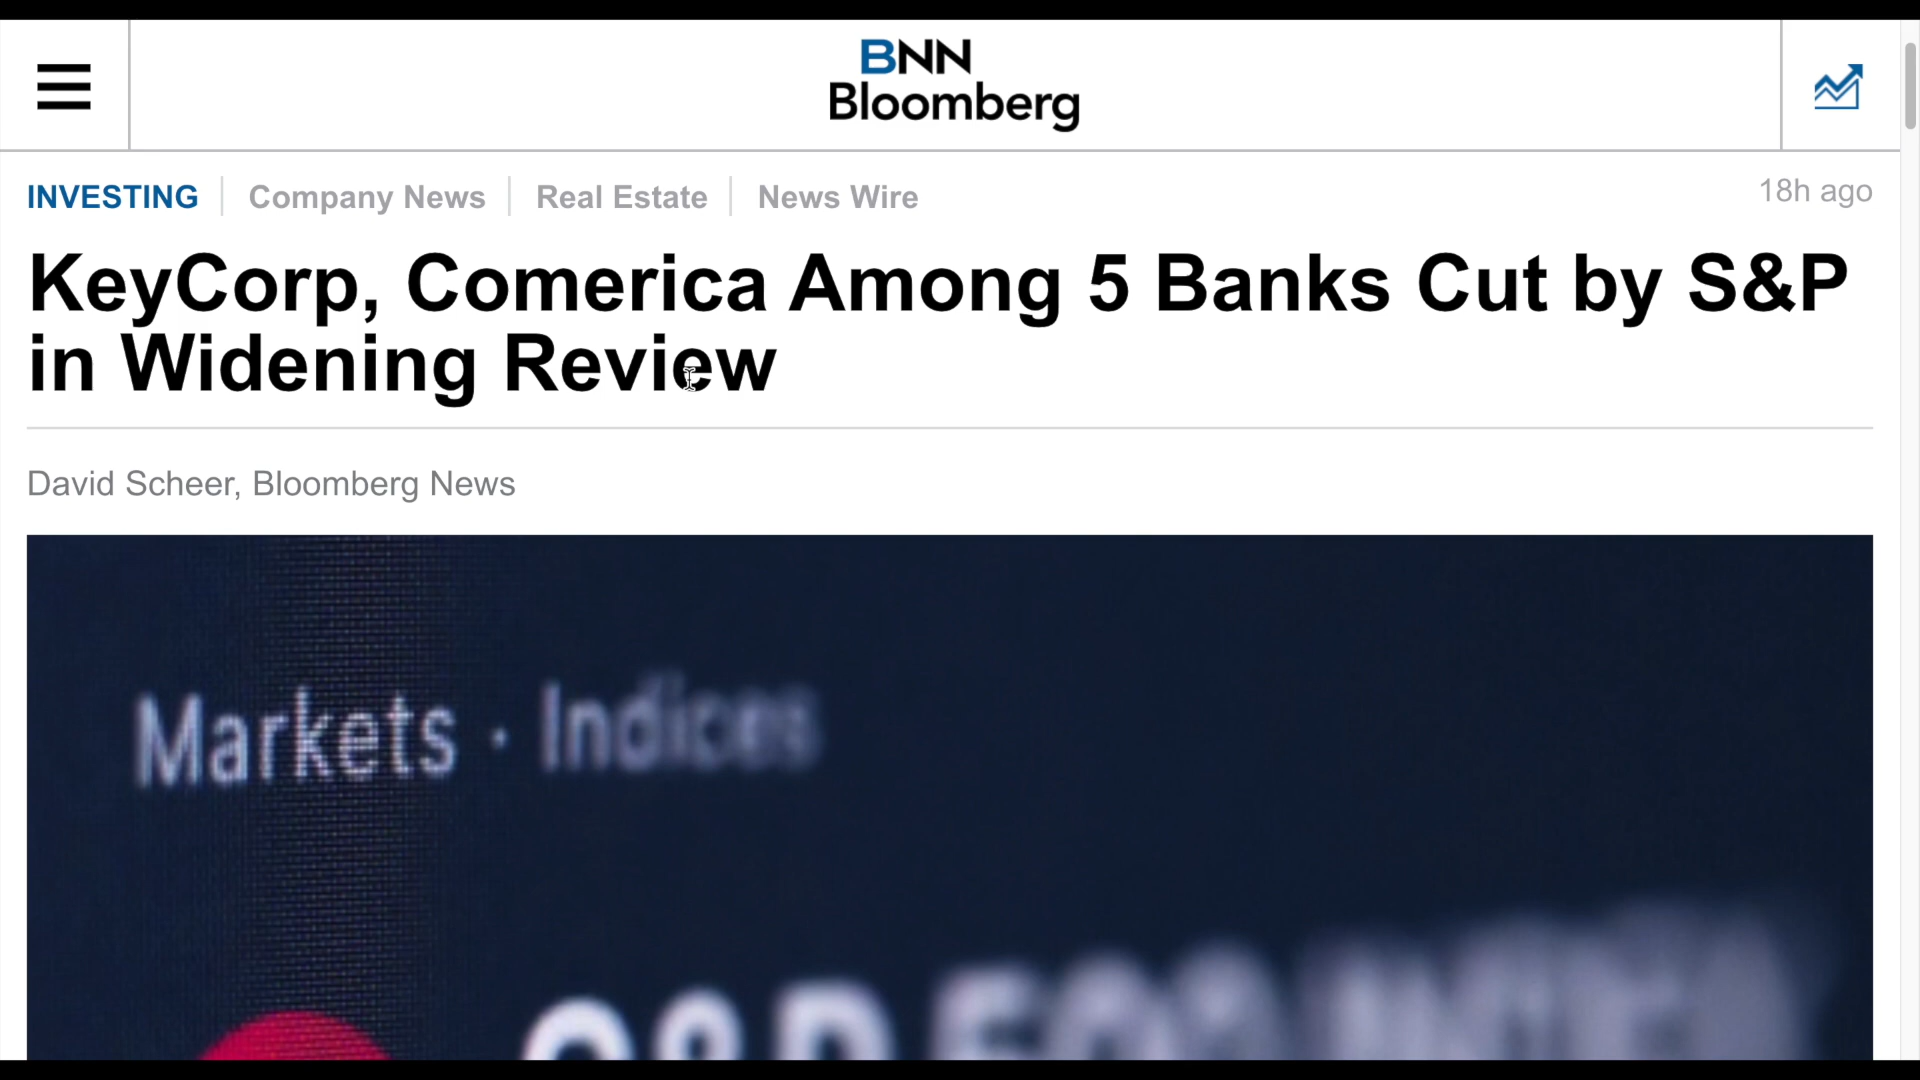 BNN
Bloomberg
INVESTING Company News Real Estate News Wire
18h ago
KeyCorp, Comerica Among 5 Banks Cut by S&P
in Widening Review
David Scheer, Bloomberg News
Markets · Indices